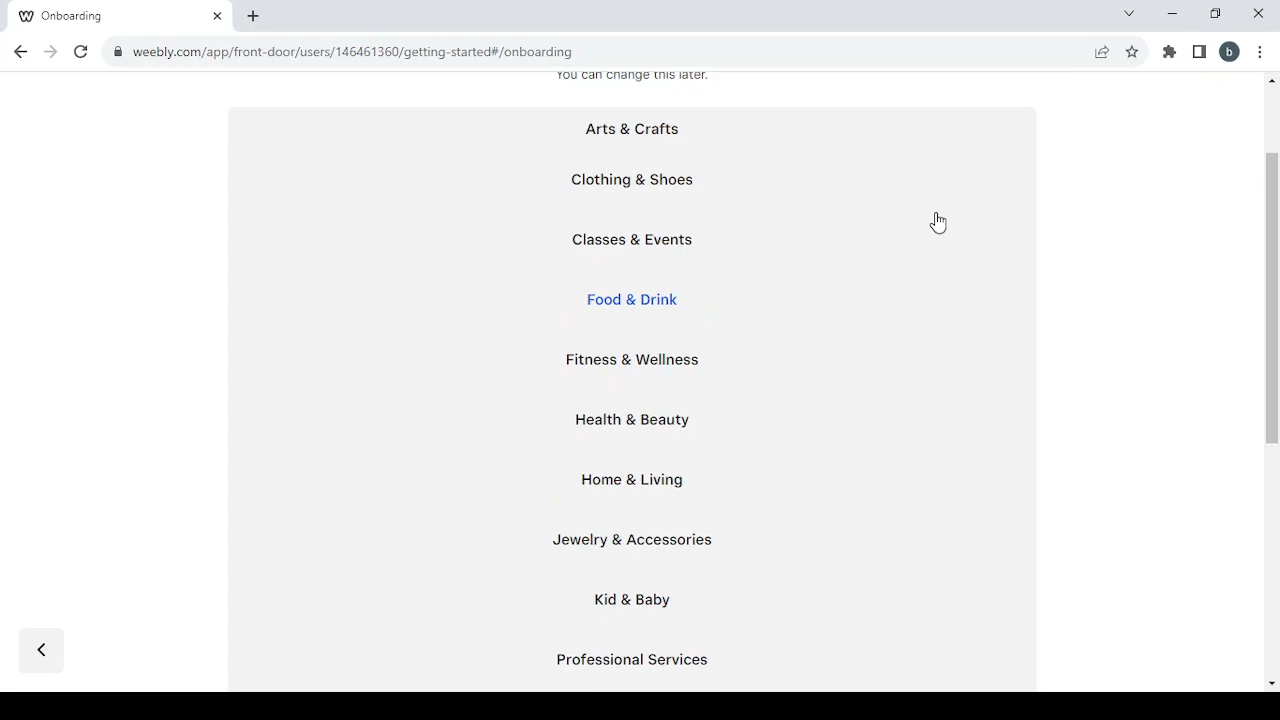 Onboarding
weebly.com/app/front-door/users/146461360/getting-started#/onboarding
b
You can change this later.
Arts & Crafts
Clothing & Shoes
Classes & Events
Food & Drink
Fitness & Wellness
Health & Beauty
Home & Living
Jewelry & Accessories
Kid & Baby
Professional Services